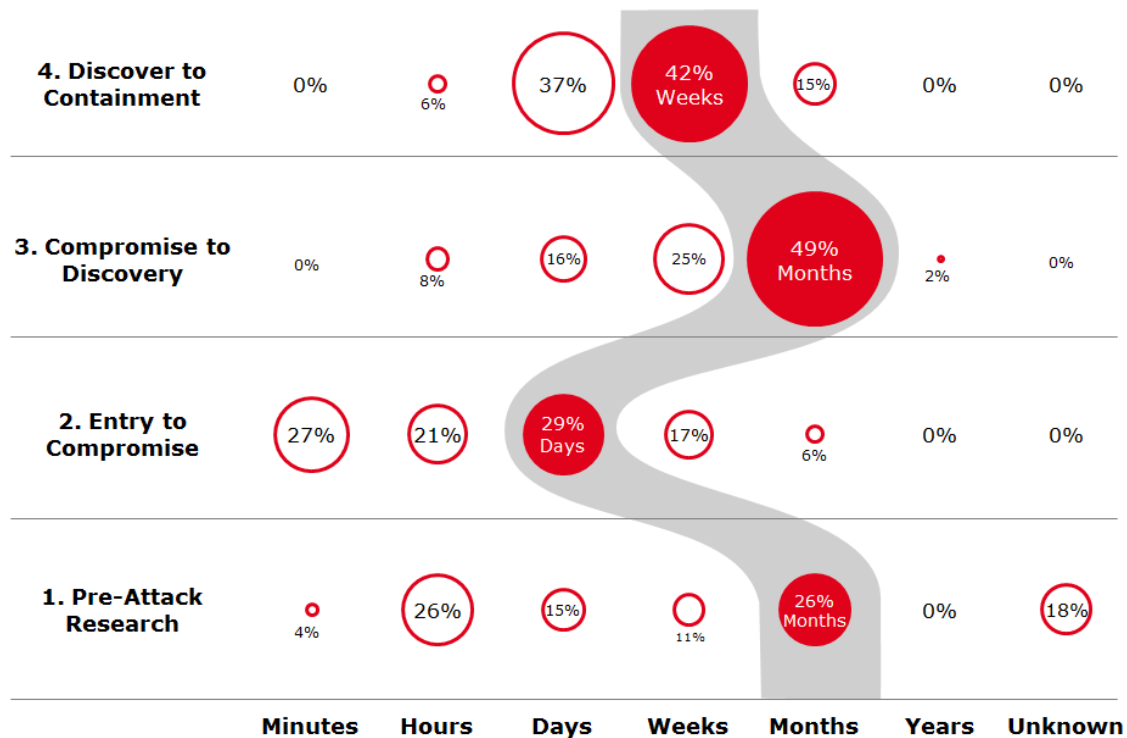 4. Discover to
Containment
0%
6%
37%
42%
Weeks
15%
0%
0%
3. Compromise to
Discovery
0%
8%
16%
25%
49%
Months
2%
0%
2. Entry to
Compromise
27%
21%
29%
Days
17%
6%
0%
0%
1. Pre-Attack
Research
4%
26%
15%
11%
26%
Months
0%
18%
Minutes Hours Days Weeks Months Years Unknown